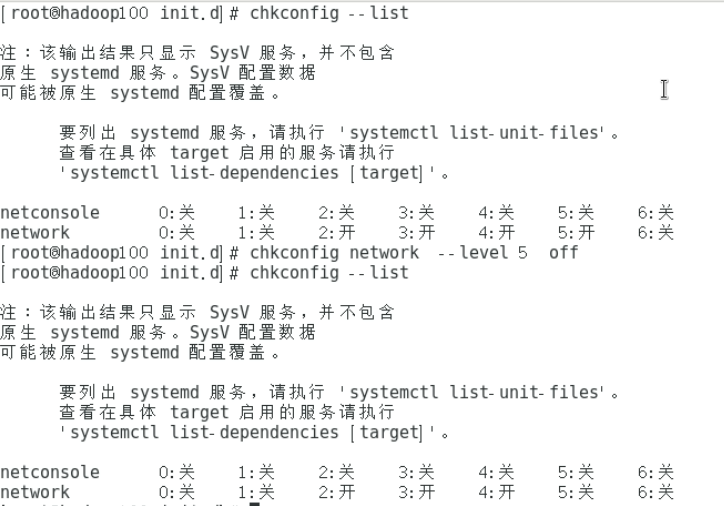 [root@hadoop100 init.d]# chkconfig --list
注：该输出结果只显示 SysV 服务，并不包含
原生 systemd 服务。SysV 配置数据
可能被原生 systemd 配置覆盖。
要列出 systemd 服务，请执行 'systemctl list-unit-files'。
查看在具体 target 启用的服务请执行
'systemctl list-dependencies [target]'。
netconsole 0:关 1:关 2:关 3:关 4:关 5:关 6:关
network 0:关 1:关 2:开 3:开 4:开 5:开 6:关
[root@hadoop100 init.d]# chkconfig network --level 5 off
[root@hadoop100 init.d]# chkconfig --list
注：该输出结果只显示 SysV 服务，并不包含
原生 systemd 服务。SysV 配置数据
可能被原生 systemd 配置覆盖。
要列出 systemd 服务，请执行 'systemctl list-unit-files'。
查看在具体 target 启用的服务请执行
'systemctl list-dependencies [target]'。
netconsole 0:关 1:关 2:关 3:关 4:关 5:关 6:关
network 0:关 1:关 2:开 3:开 4:开 5:关 6:关